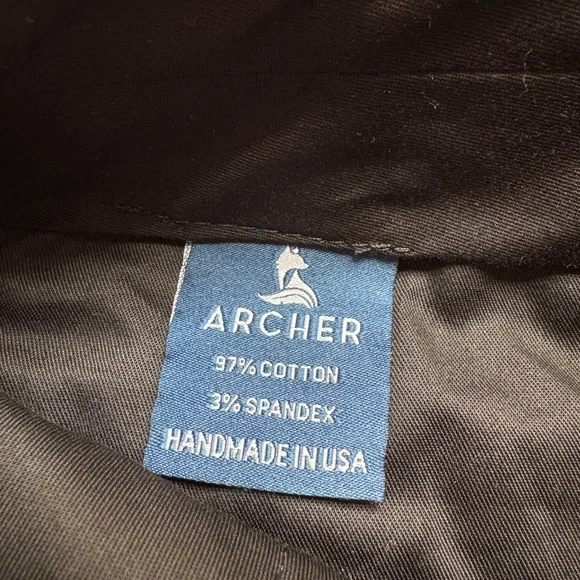 ARCHER
97% COTTON
3% SPANDEX
HANDMADE IN USA